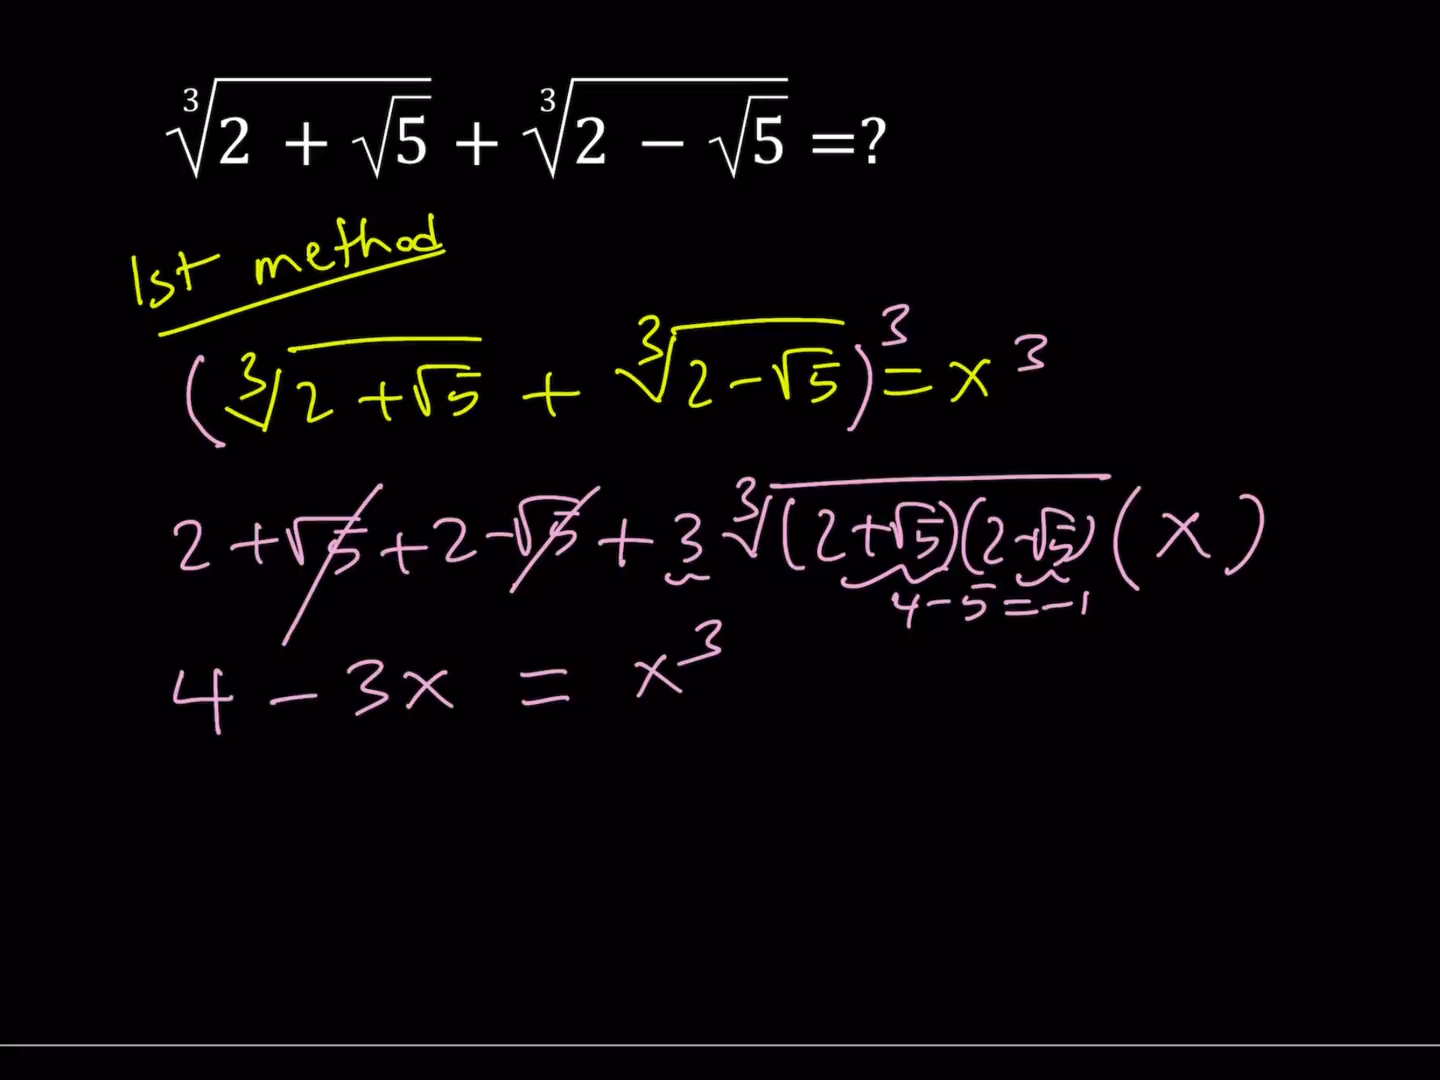 ∛(2 + √5) + ∛(2 − √5) =?
1st method
(∛(2 + √5) + ∛(2 − √5))³ = x³
2 + √5 + 2 − √5 + 3 ∛((2 + √5)(2 − √5)) (x)
4 − 5 = −1
4 − 3x = x³